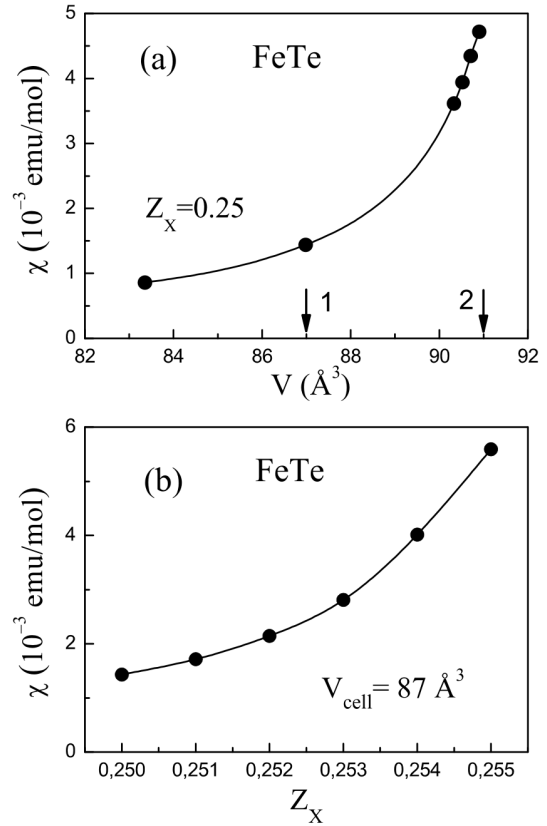 5
(a)
FeTe
4
3
χ (10⁻³ emu/mol)
2
Z_X=0.25
1
1
2
0
82
84
86
88
90
92
V (Å³)
6
(b)
FeTe
4
χ (10⁻³ emu/mol)
2
V_cell= 87 Å³
0
0,250
0,251
0,252
0,253
0,254
0,255
Z_X